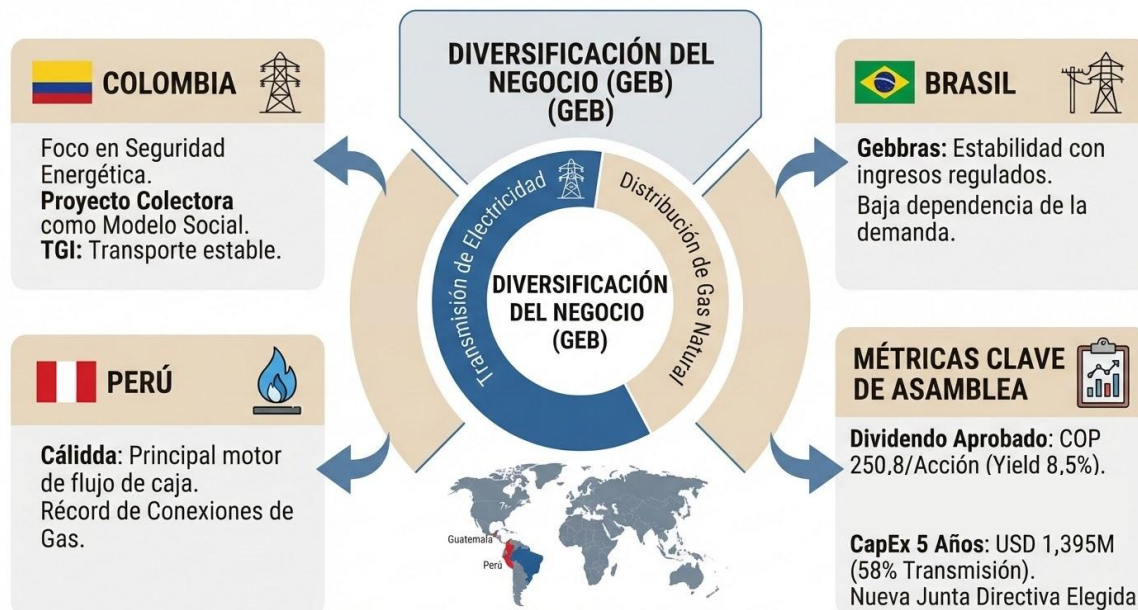 DIVERSIFICACIÓN DEL
NEGOCIO (GEB)
(GEB)
COLOMBIA
Foco en Seguridad
Energética.
Proyecto Colectora
como Modelo Social.
TGI: Transporte estable.
BRASIL
Gebbras: Estabilidad con
ingresos regulados.
Baja dependencia de la
demanda.
Transmisión de Electricidad
Distribución de Gas Natural
DIVERSIFICACIÓN
DEL NEGOCIO
(GEB)
PERÚ
Cálidda: Principal motor
de flujo de caja.
Récord de Conexiones de
Gas.
MÉTRICAS CLAVE
DE ASAMBLEA
Dividendo Aprobado: COP
250,8/Acción (Yield 8,5%).
CapEx 5 Años: USD 1,395M
(58% Transmisión).
Nueva Junta Directiva Elegida
Guatemala
Perú